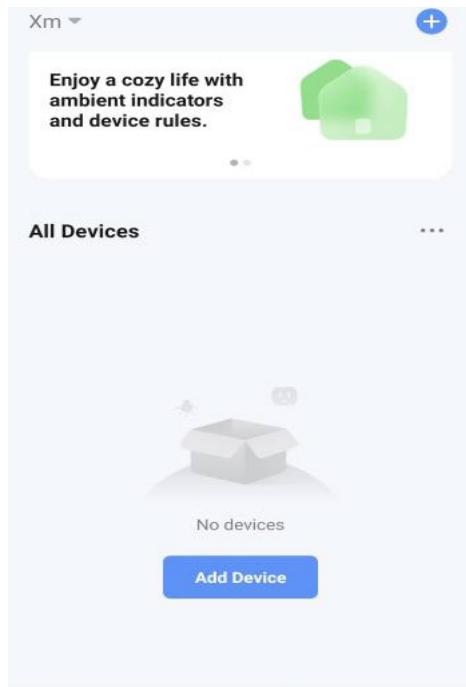 Xm
Enjoy a cozy life with
ambient indicators
and device rules.
All Devices
No devices
Add Device